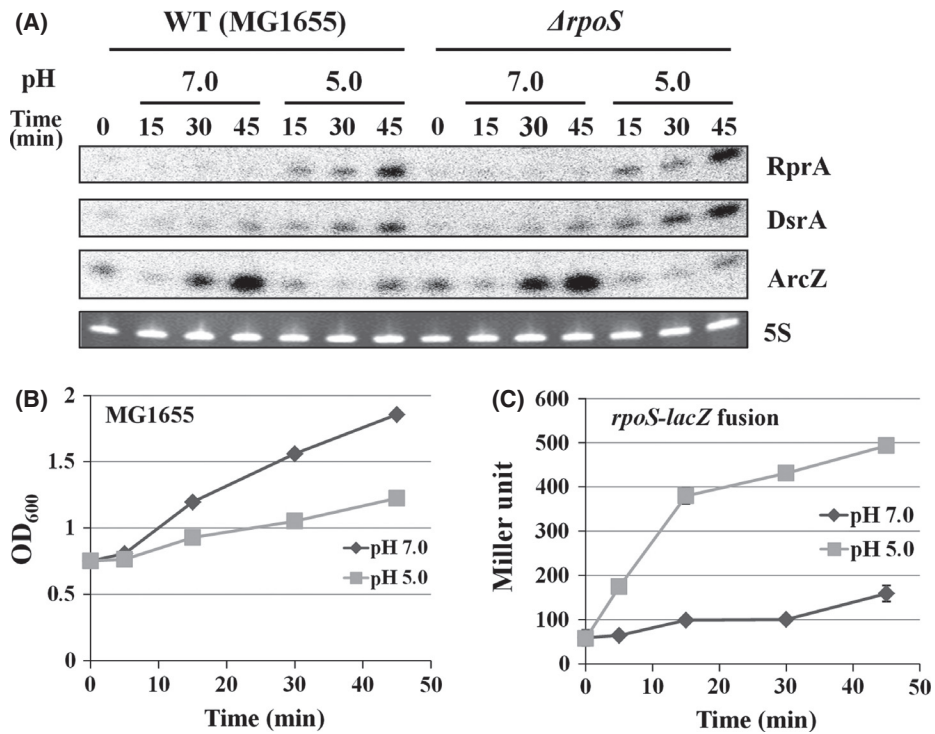 (A) WT (MG1655) ΔrpoS
pH 7.0 5.0 7.0 5.0
Time (min) 0 15 30 45 15 30 45 0 15 30 45 15 30 45
RprA
DsrA
ArcZ
5S
(B)
MG1655
2
1.5
1
0.5
0
OD600
pH 7.0
pH 5.0
0 10 20 30 40 50
Time (min)
(C)
rpoS-lacZ fusion
600
500
400
300
200
100
0
Miller unit
pH 7.0
pH 5.0
0 10 20 30 40 50
Time (min)